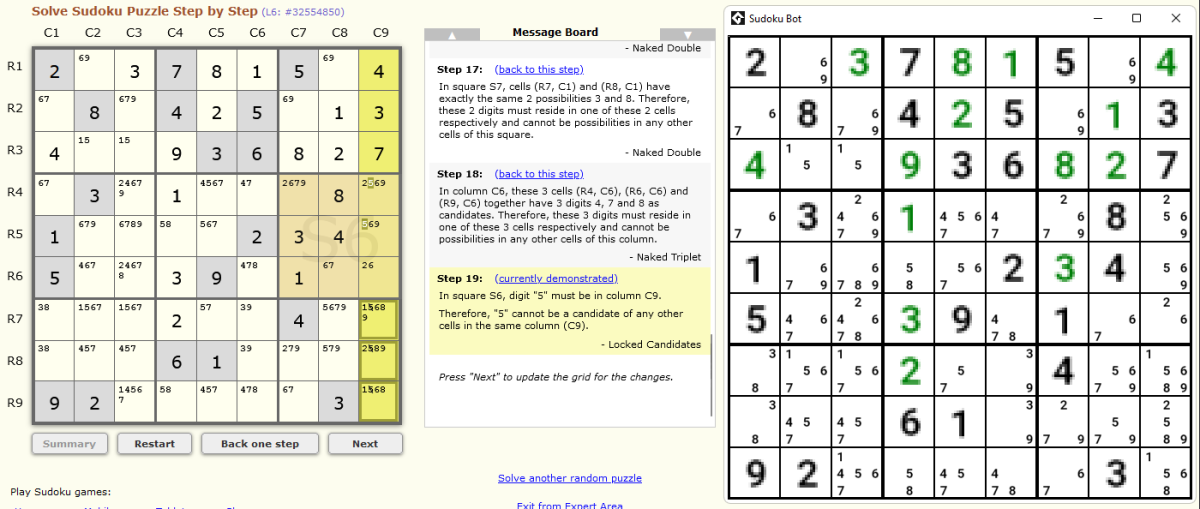 Solve Sudoku Puzzle Step by Step (L6: #32554850)
C1 C2 C3 C4 C5 C6 C7 C8 C9
R1 2 69 3 7 8 1 5 69 4
R2 67 8 679 4 2 5 69 1 3
R3 4 15 15 9 3 6 8 2 7
R4 67 3 24679 1 4567 47 2679 8
R5 1 679 6789 58 567 2 3 4
R6 5 467 24678 3 9 478 1 67 26
R7 38 1567 1567 2 57 39 4 5679
R8 38 457 457 6 1 39 279 579
R9 9 2 14567 58 457 478 67 3
S6
Summary
Restart
Back one step
Next
Play Sudoku games:
Message Board
- Naked Double
Step 17: (back to this step)
In square S7, cells (R7, C1) and (R8, C1) have
exactly the same 2 possibilities 3 and 8. Therefore,
these 2 digits must reside in one of these 2 cells
respectively and cannot be possibilities in any other
cells of this square.
- Naked Double
Step 18: (back to this step)
In column C6, these 3 cells (R4, C6), (R6, C6) and
(R9, C6) together have 3 digits 4, 7 and 8 as
candidates. Therefore, these 3 digits must reside in
one of these 3 cells respectively and cannot be
possibilities in any other cells of this column.
- Naked Triplet
Step 19: (currently demonstrated)
In square S6, digit "5" must be in column C9.
Therefore, "5" cannot be a candidate of any other
cells in the same column (C9).
- Locked Candidates
Press "Next" to update the grid for the changes.
Solve another random puzzle
Exit from Expert Area
Sudoku Bot
2 69 3 7 8 1 5 69 4
67 8 679 4 2 5 69 1 3
4 15 15 9 3 6 8 2 7
67 3 24679 1 4567 47 2679 8 2569
1 679 6789 58 567 2 3 4 569
5 467 24678 3 9 478 1 67 26
38 1567 1567 2 57 39 4 5679 15689
38 457 457 6 1 39 279 579 2589
9 2 14567 58 457 478 67 3 1568